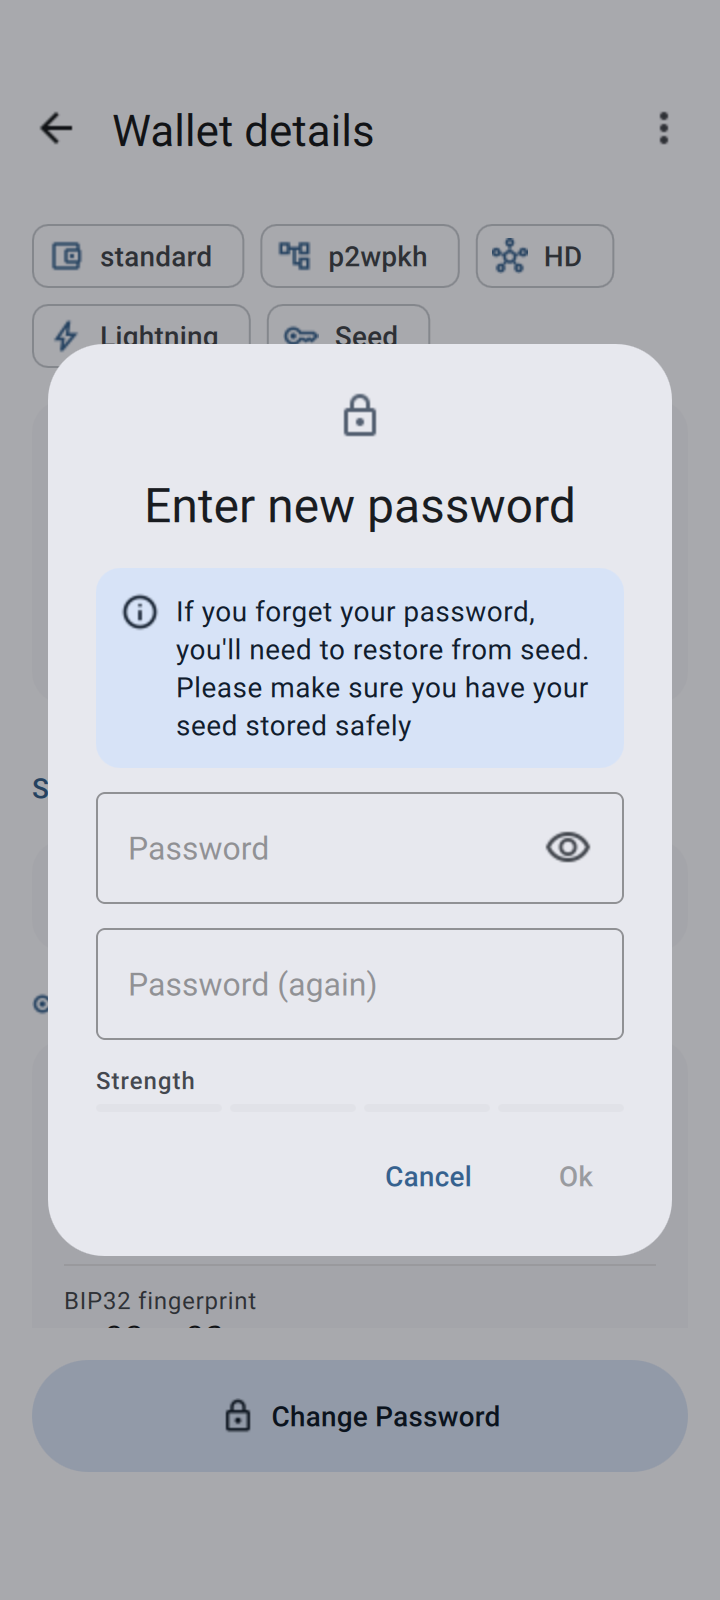 Wallet details
standard
p2wpkh
HD
Lightning
Seed
Enter new password
If you forget your password,
you'll need to restore from seed.
Please make sure you have your
seed stored safely
Password
Password (again)
Strength
Cancel
Ok
BIP32 fingerprint
Change Password